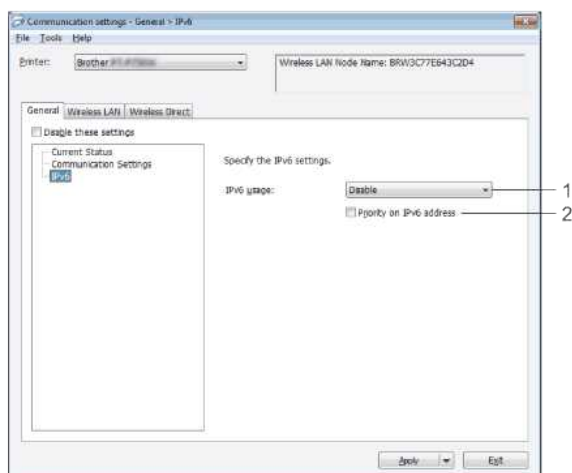 Communication settings - General > IPv6
File Tools Help
Printer: Brother
Wireless LAN Node Name: BRW3C77E643C2D4
General Wireless LAN Wireless Direct
Disable these settings
Current Status
Communication Settings
IPv6
Specify the IPv6 settings.
IPv6 usage: Disable 1
Priority on IPv6 address 2
Apply Exit